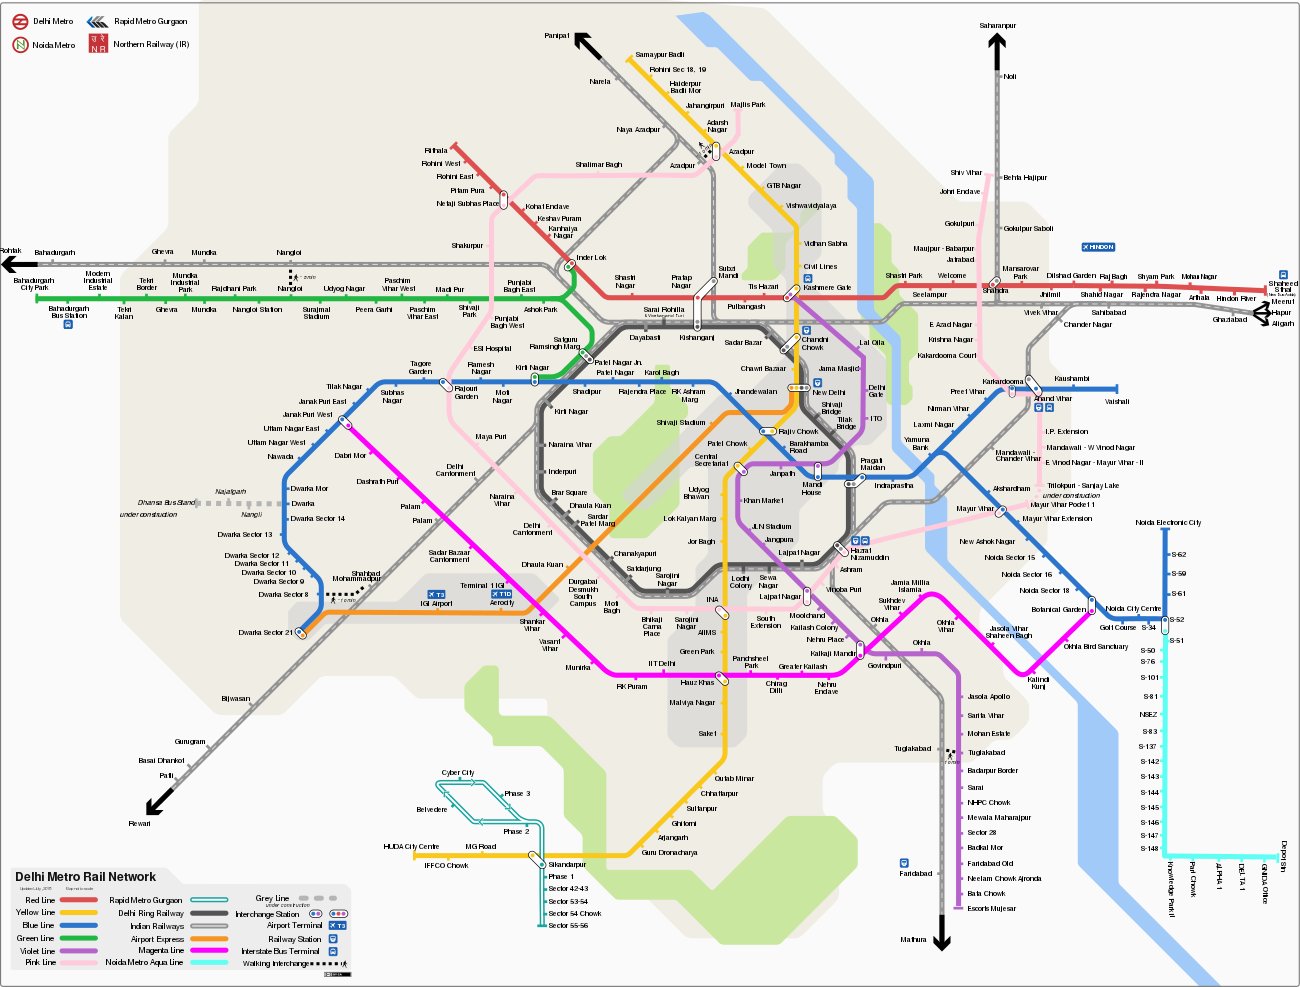 Delhi Metro
Rapid Metro Gurgaon
Noida Metro
Northern Railway (IR)
Panipat
Narela
Naya Azadpur
Azadpur
Samaypur Badli
Rohini Sec 18, 19
Haiderpur
Badli Mor
Jahangirpuri
Majlis Park
Adarsh
Nagar
Azadpur
Model Town
GTB Nagar
Vishwavidyalaya
Vidhan Sabha
Civil Lines
Kashmere Gate
Saharanpur
Noli
Behta Hajipur
Gokulpur Saboli
Shiv Vihar
Johri Enclave
Gokulpuri
Maujpur - Babarpur
Jafrabad
HINDON
Rithala
Rohini West
Rohini East
Pitam Pura
Netaji Subhas Place
Kohat Enclave
Keshav Puram
Kanhaiya
Nagar
Inder Lok
Shalimar Bagh
Shakurpur
Shastri
Nagar
Pratap
Nagar
Subzi
Mandi
Pulbangash
Tis Hazari
Shastri Park
Seelampur
Welcome
Shahdra
Mansarovar
Park
Jhilmil
Dilshad Garden
Shahid Nagar
Raj Bagh
Rajendra Nagar
Shyam Park
Mohan Nagar
Arthala
Hindon River
Shaheed
Sthal
Meerut
Hapur
Aligarh
Ghaziabad
Sahibabad
Chander Nagar
Vivek Vihar
Rohtak
Bahadurgarh
Ghevra
Mundka
Nangloi
Bahadurgarh
City Park
Bahadurgarh
Bus Station
Modern
Industrial
Estate
Tekri
Kalan
Tekri
Border
Ghevra
Mundka
Industrial
Park
Mundka
Rajdhani Park
Nangloi Station
Nangloi
Surajmal
Stadium
Udyog Nagar
Peera Garhi
Paschim
Vihar West
Paschim
Vihar East
Madi Pur
Shivaji
Park
Punjabi
Bagh East
Punjabi
Bagh West
Ashok Park
Satguru
Ramsingh Marg
Kirti Nagar
ESI Hospital
Sarai Rohilla
Dayabasti
Kishanganj
Sadar Bazar
Chandni
Chowk
Chawri Bazaar
New Delhi
Patel Nagar Jn.
Lal Qila
Jama Masjid
Delhi
Gate
ITO
E Azad Nagar
Krishna Nagar
Kakardooma Court
Karkardooma
Anand Vihar
Kaushambi
Vaishali
Preet Vihar
Nirman Vihar
Laxmi Nagar
Yamuna
Bank
Tilak Nagar
Subhas
Nagar
Tagore
Garden
Rajouri
Garden
Ramesh
Nagar
Moti
Nagar
Shadipur
Patel Nagar
Rajendra Place
Karol Bagh
RK Ashram
Marg
Jhandewalan
Rajiv Chowk
Shivaji
Bridge
Tilak
Bridge
Barakhamba
Road
Mandi
House
Pragati
Maidan
Indraprastha
Janakpuri East
Janakpuri West
Uttam Nagar East
Uttam Nagar West
Nawada
Dwarka Mor
Dwarka
Dwarka Sector 14
Dwarka Sector 13
Dwarka Sector 12
Dwarka Sector 11
Dwarka Sector 10
Dwarka Sector 9
Dwarka Sector 8
Dwarka Sector 21
Dhansa Bus Stand
under construction
Najafgarh
Nangli
Dabri Mor
Dashrath Puri
Palam
Palam
Sadar Bazaar
Cantonment
Shahbad
Mohammadpur
Terminal 1 IGI
T3
IGI Airport
T1D
Aerocity
Shankar
Vihar
Vasant
Vihar
Munirka
RK Puram
IIT Delhi
Hauz Khas
Panchsheel
Park
Chirag
Dilli
Greater Kailash
Nehru
Enclave
Kalkaji Mandir
Maya Puri
Delhi
Cantonment
Naraina
Vihar
Delhi
Cantonment
Dhaula Kuan
Durgabai
Desmukh
South
Campus
Moti
Bagh
Bhikaji
Cama
Place
Sarojini
Nagar
INA
South
Extension
Lajpat Nagar
Vinoba Puri
Ashram
Hazrat
Nizamuddin
Kirti Nagar
Naraina Vihar
Inderpuri
Brar Square
Dhaula Kuan
Sardar
Patel Marg
Chanakyapuri
Safdarjung
Sarojini
Nagar
Lodhi
Colony
Sewa
Nagar
Lajpat Nagar
Shivaji Stadium
Patel Chowk
Central
Secretariat
Udyog
Bhawan
Lok Kalyan Marg
Jor Bagh
Janpath
Khan Market
JLN Stadium
Jangpura
Moolchand
Kailash Colony
Nehru Place
Govindpuri
Okhla
Okhla
AIIMS
Green Park
Malviya Nagar
Saket
Qutab Minar
Chhattarpur
Sultanpur
Ghitorni
Arjangarh
Guru Dronacharya
Sikandarpur
MG Road
IFFCO Chowk
HUDA City Centre
I.P. Extension
Mandawali - W Vinod Nagar
Mandawali -
Chander Vihar
E Vinod Nagar - Mayur Vihar - II
Trilokpuri - Sanjay Lake
under construction
Mayur Vihar Pocket 1
Akshardham
Mayur Vihar
Mayur Vihar Extension
New Ashok Nagar
Noida Sector 15
Noida Sector 16
Noida Sector 18
Botanical Garden
Golf Course
Noida City Centre
S-34
S-52
S-61
S-59
S-62
Noida Electronic City
S-51
S-50
S-76
S-101
S-81
NSEZ
S-83
S-137
S-142
S-143
S-144
S-145
S-146
S-147
S-148
Knowledge Park II
Pari Chowk
ALPHA 1
DELTA 1
GNIDA Office
Depot Stn
Jamia Millia
Islamia
Sukhdev
Vihar
Okhla
Vihar
Jasola Vihar
Shaheen Bagh
Kalindi
Kunj
Okhla Bird Sanctuary
Jasola Apollo
Sarita Vihar
Mohan Estate
Tuglakabad
Tuglakabad
Badarpur Border
Sarai
NHPC Chowk
Mewala Maharajpur
Sector 28
Badkal Mor
Faridabad Old
Neelam Chowk Ajronda
Bata Chowk
Escorts Mujesar
Faridabad
Mathura
Bijwasan
Gurugram
Basai Dhankot
Patli
Rewari
Cyber City
Phase 3
Belvedere
Phase 2
Phase 1
Sector 42-43
Sector 53-54
Sector 54 Chowk
Sector 55-56
Delhi Metro Rail Network
Red Line
Yellow Line
Blue Line
Green Line
Violet Line
Pink Line
Rapid Metro Gurgaon
Delhi Ring Railway
Indian Railways
Airport Express
Magenta Line
Noida Metro Aqua Line
Grey Line
under construction
Interchange Station
Airport Terminal
T3
Railway Station
Interstate Bus Terminal
Walking Interchange